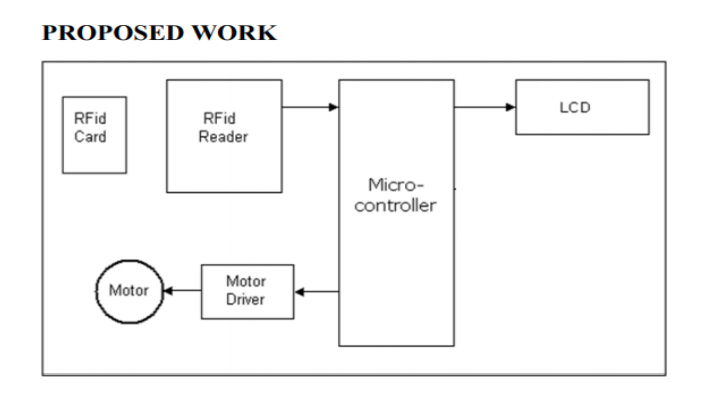 PROPOSED WORK
RFid
Card
RFid
Reader
LCD
Micro-
controller
Motor
Motor
Driver